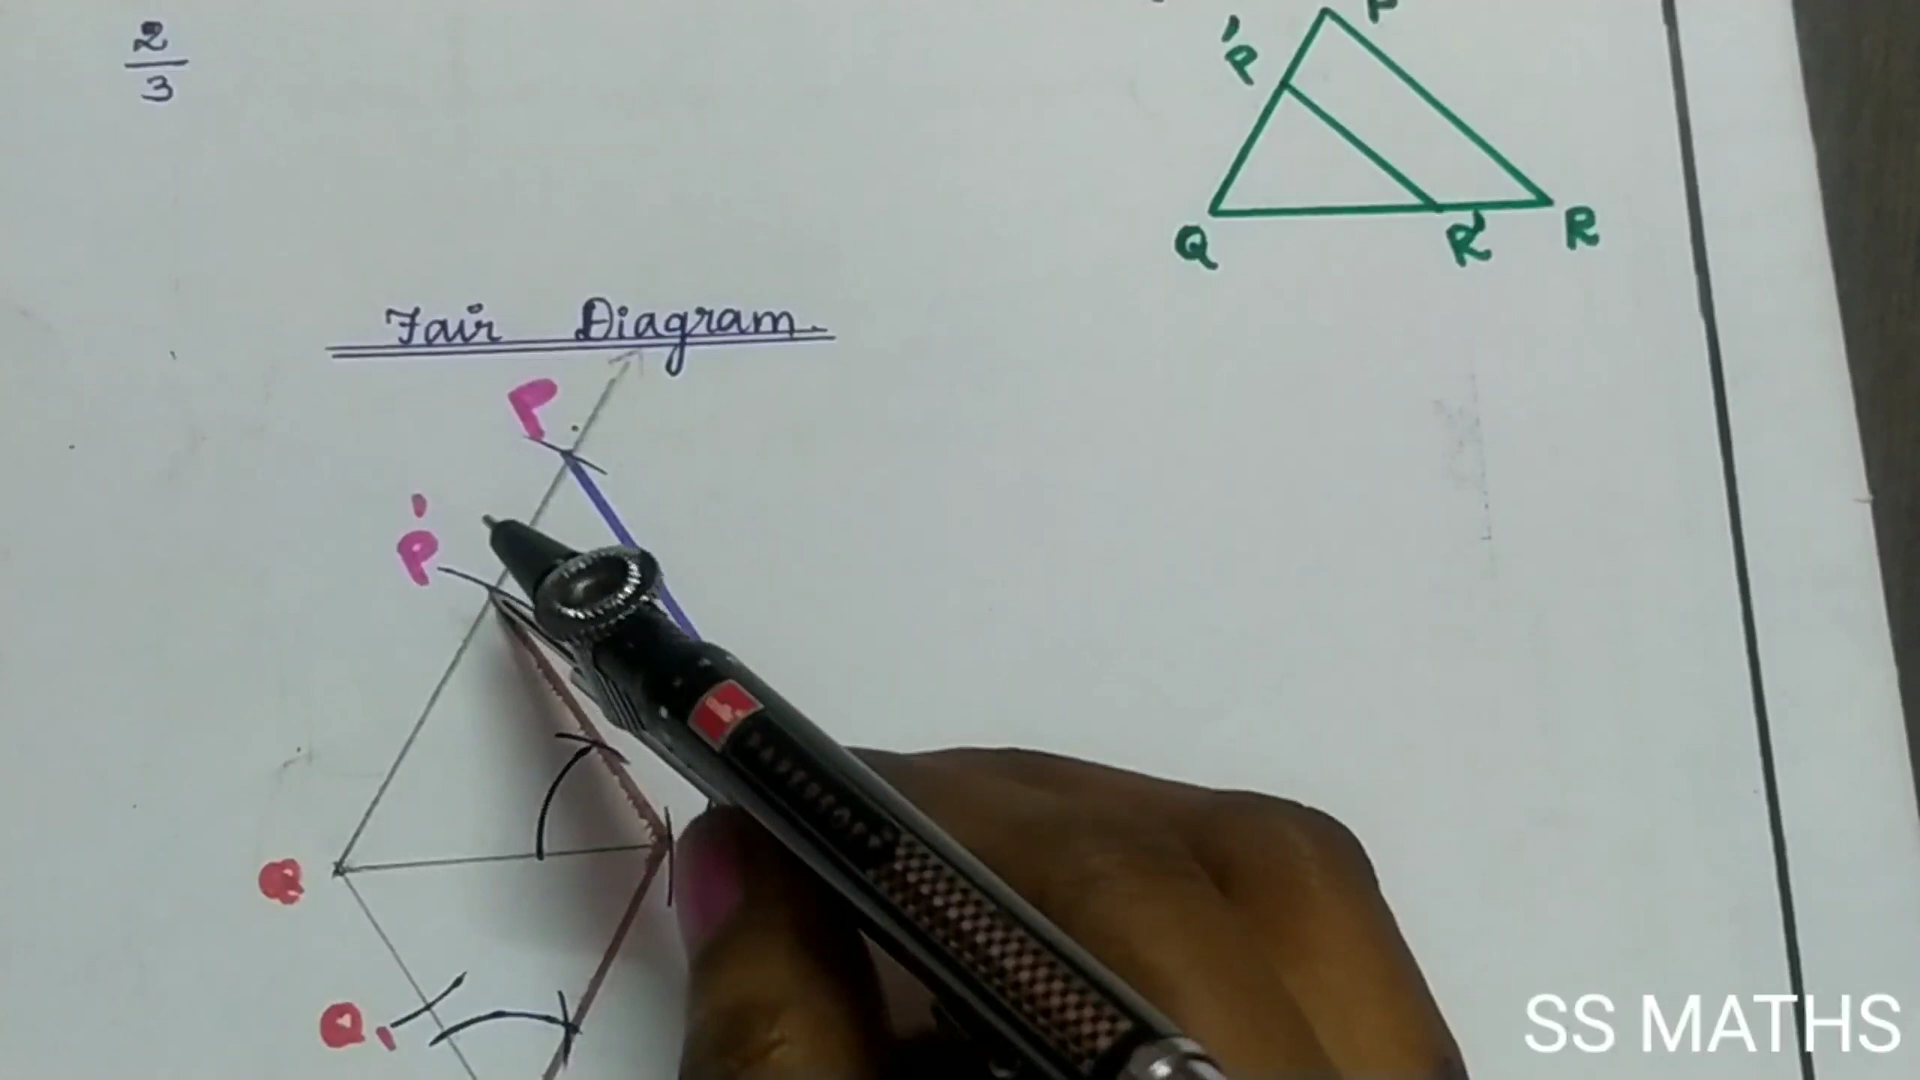 2
3
P
'P
Q
R'
R
Fair Diagram.
P
P'
Q
Q1
SS MATHS